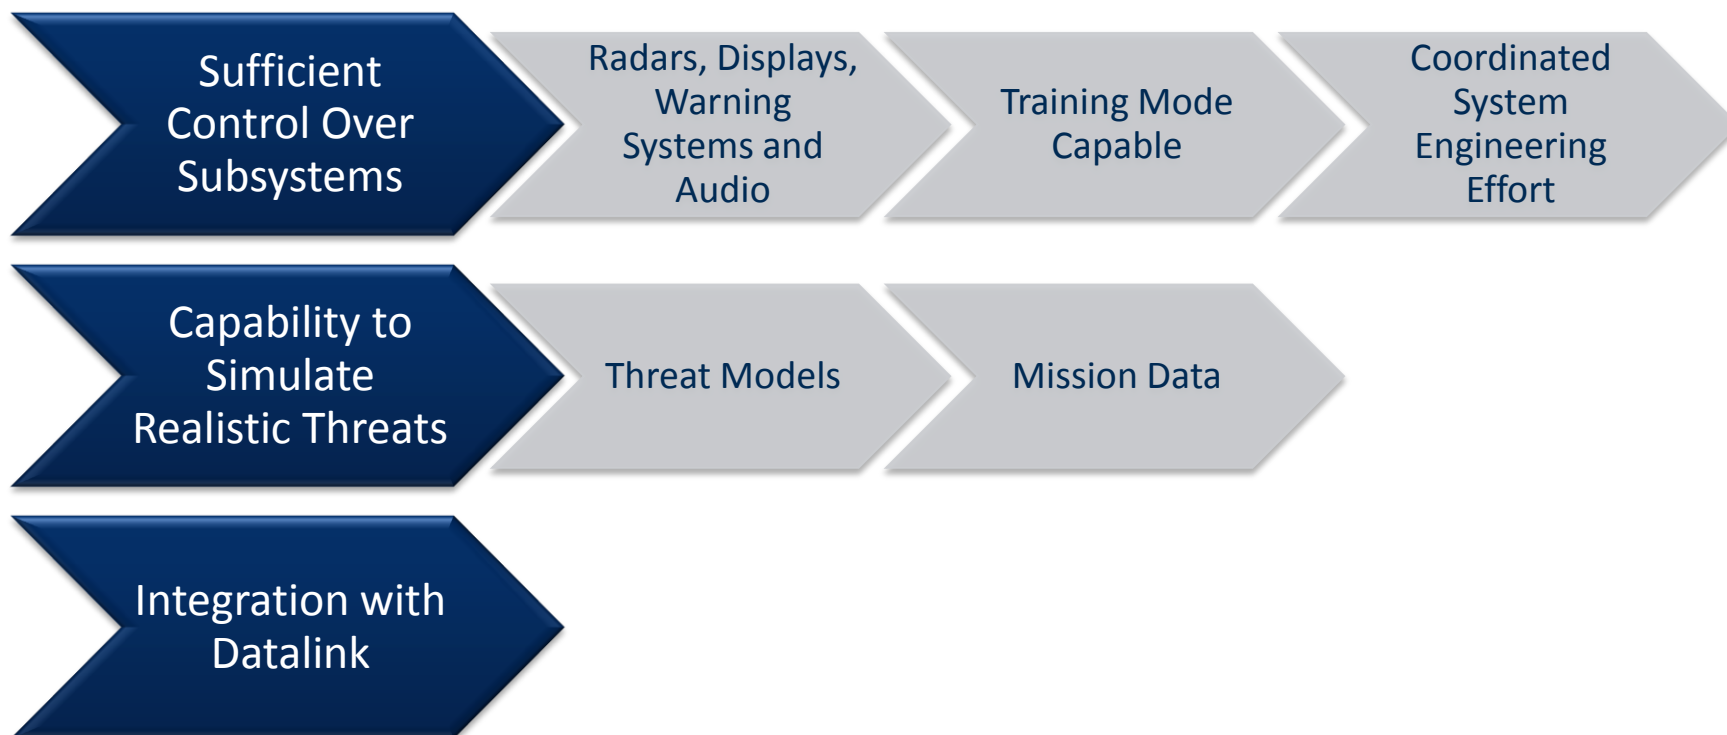 Sufficient
Control Over
Subsystems
Radars, Displays,
Warning
Systems and
Audio
Training Mode
Capable
Coordinated
System
Engineering
Effort
Capability to
Simulate
Realistic Threats
Threat Models
Mission Data
Integration with
Datalink